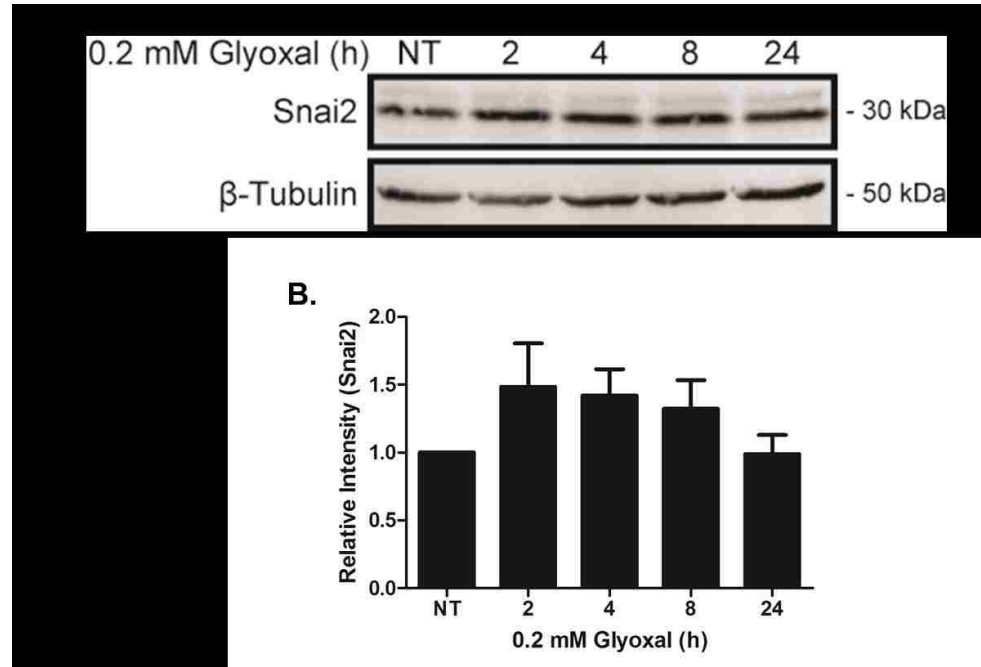 0.2 mM Glyoxal (h) NT 2 4 8 24
Snai2 - 30 kDa
β-Tubulin - 50 kDa
B.
Relative Intensity (Snai2)
2.0
1.5
1.0
0.5
0.0
NT 2 4 8 24
0.2 mM Glyoxal (h)